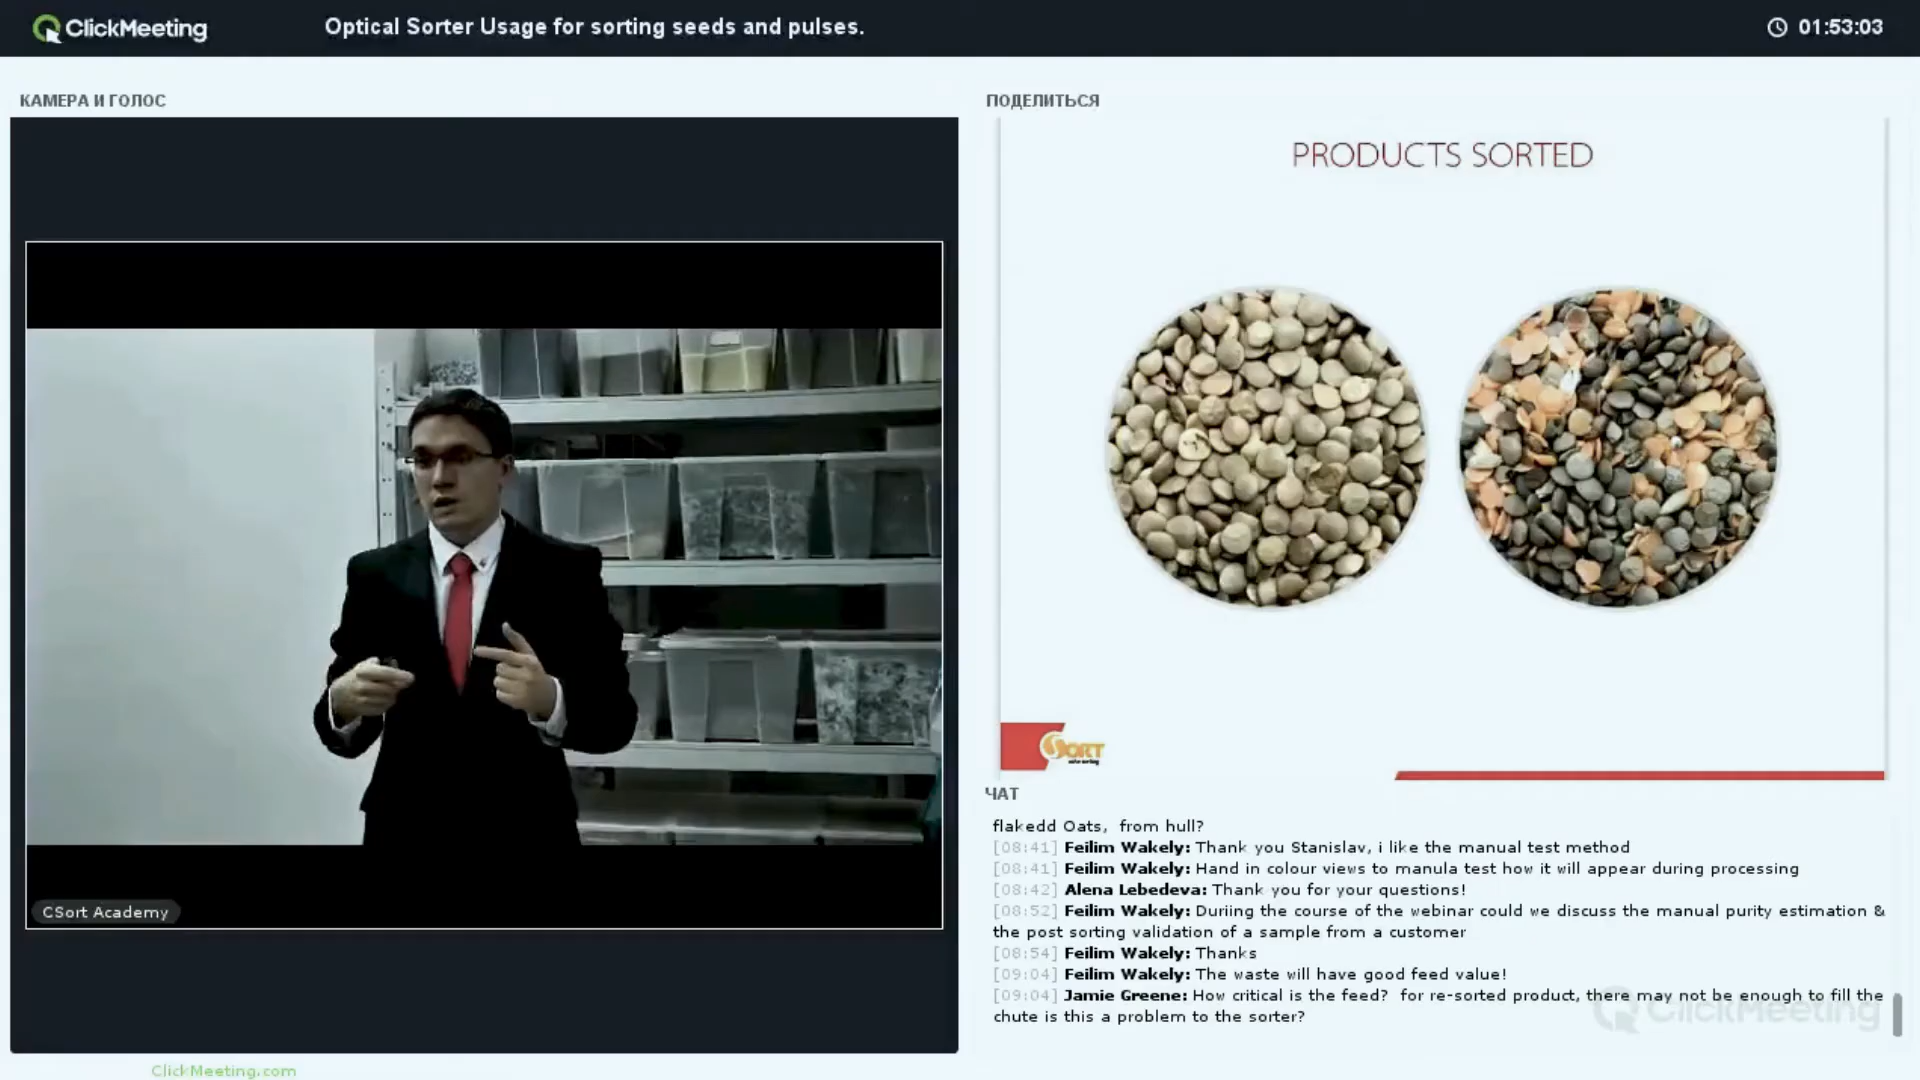 ClickMeeting
Optical Sorter Usage for sorting seeds and pulses.
01:53:03
КАМЕРА И ГОЛОС
CSort Academy
ПОДЕЛИТЬСЯ
PRODUCTS SORTED
ЧАТ
flakedd Oats, from hull?
[08:41] Feilim Wakely: Thank you Stanislav, i like the manual test method
[08:41] Feilim Wakely: Hand in colour views to manula test how it will appear during processing
[08:42] Alena Lebedeva: Thank you for your questions!
[08:52] Feilim Wakely: Duriing the course of the webinar could we discuss the manual purity estimation &
the post sorting validation of a sample from a customer
[08:54] Feilim Wakely: Thanks
[09:04] Feilim Wakely: The waste will have good feed value!
[09:04] Jamie Greene: How critical is the feed? for re-sorted product, there may not be enough to fill the
chute is this a problem to the sorter?
ClickMeeting
ClickMeeting.com